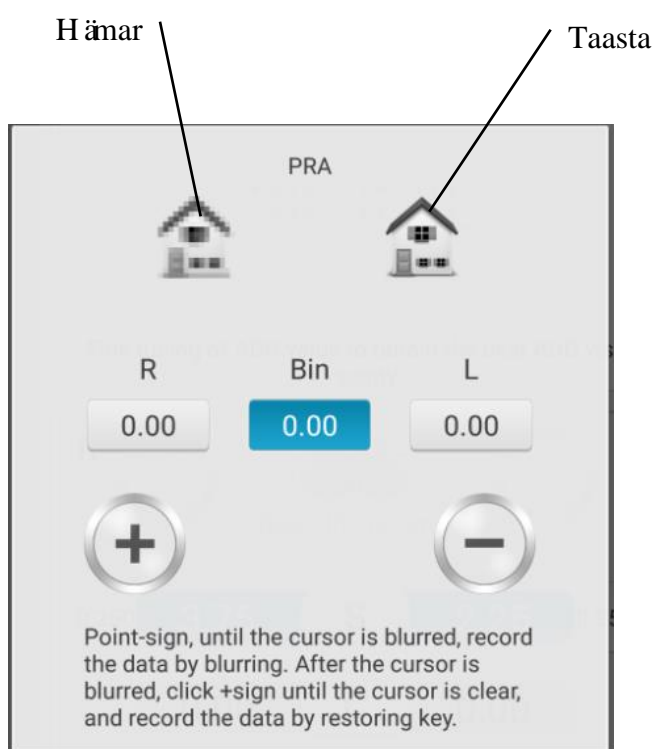 Hämar
Taasta
PRA
R Bin L
0.00 0.00 0.00
+ −
Point-sign, until the cursor is blurred, record
the data by blurring. After the cursor is
blurred, click +sign until the cursor is clear,
and record the data by restoring key.